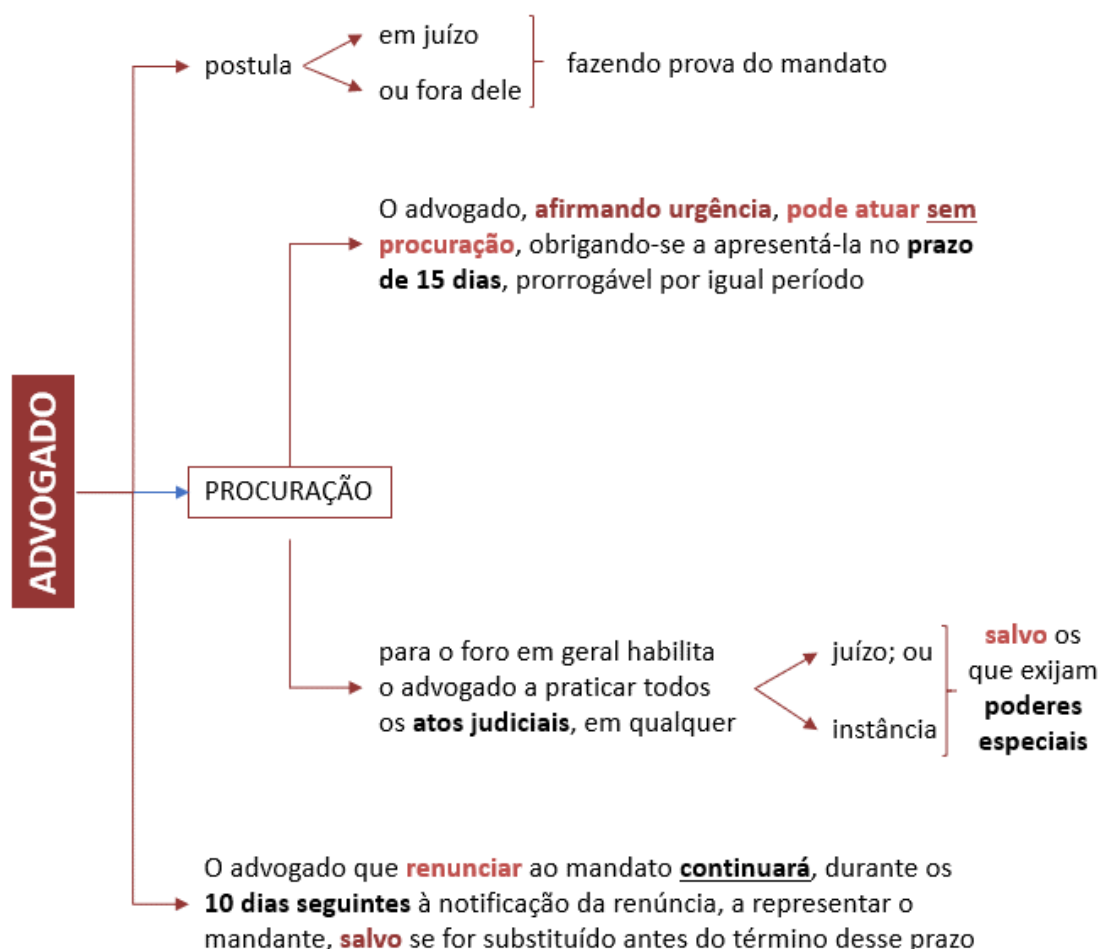 postula
em juízo
ou fora dele
fazendo prova do mandato
O advogado, afirmando urgência, pode atuar sem
procuração, obrigando-se a apresentá-la no prazo
de 15 dias, prorrogável por igual período
ADVOGADO
PROCURAÇÃO
para o foro em geral habilita
o advogado a praticar todos
os atos judiciais, em qualquer
juízo; ou
instância
salvo os
que exijam
poderes
especiais
O advogado que renunciar ao mandato continuará, durante os
10 dias seguintes à notificação da renúncia, a representar o
mandante, salvo se for substituído antes do término desse prazo